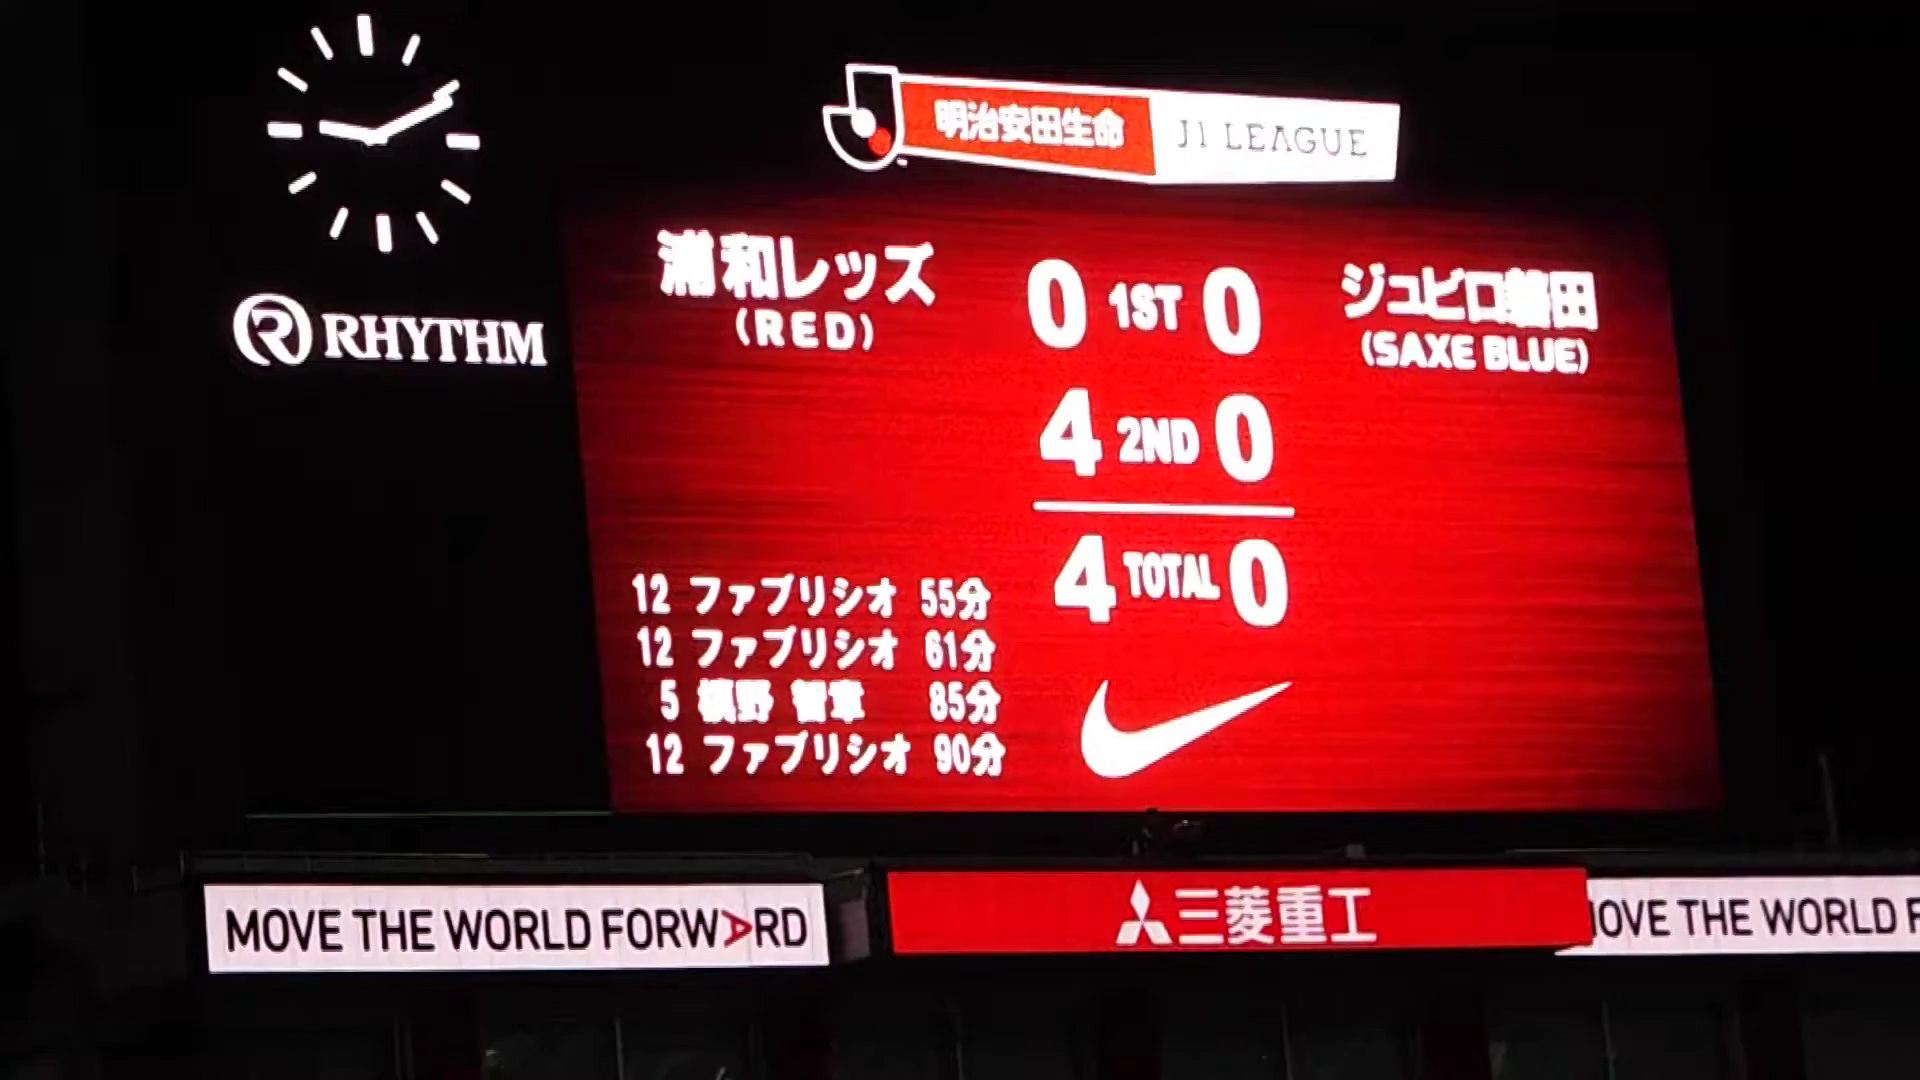 明治安田生命 J1 LEAGUE
浦和レッズ 0 1ST 0 ジュビロ磐田
(RED) (SAXE BLUE)
RHYTHM
4 2ND 0
4 TOTAL 0
12 ファブリシオ 55分
12 ファブリシオ 61分
5 槙野 智章 85分
12 ファブリシオ 90分
MOVE THE WORLD FORWARD 三菱重工 MOVE THE WORLD F